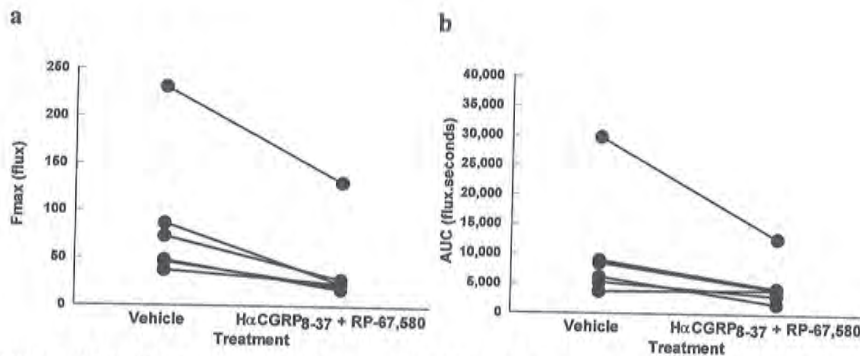 a
Fmax (flux)
250
200
150
100
50
0
Vehicle
HαCGRP8-37 + RP-67,580
Treatment
b
AUC (flux.seconds)
40,000
35,000
30,000
25,000
20,000
15,000
10,000
5,000
0
Vehicle
HαCGRP8-37 + RP-67,580
Treatment